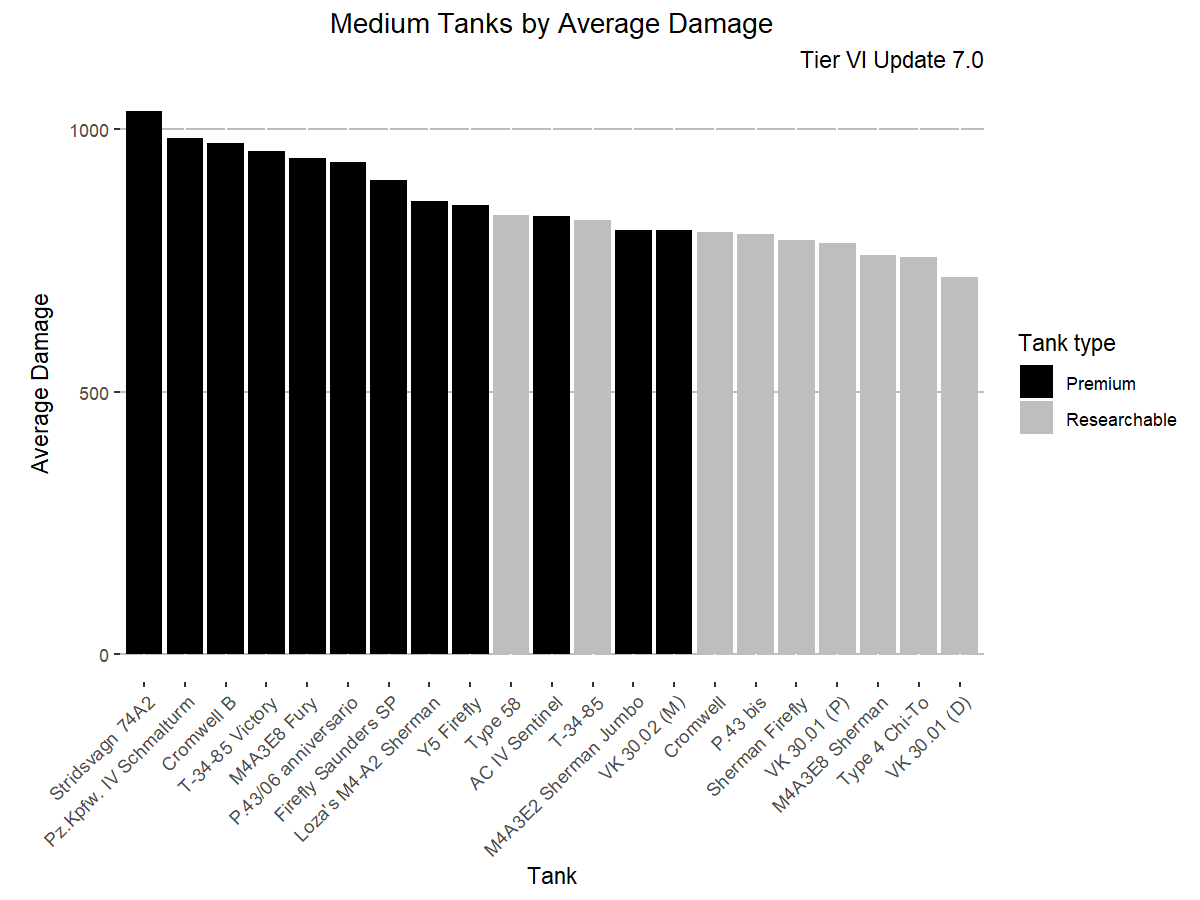 Medium Tanks by Average Damage
Tier VI Update 7.0
Average Damage
1000
500
0
Stridsvagn 74A2
Pz.Kpfw. IV Schmalturm
Cromwell B
T-34-85 Victory
M4A3E8 Fury
P.43/06 anniversario
Firefly Saunders SP
Loza's M4-A2 Sherman
Y5 Firefly
Type 58
AC IV Sentinel
T-34-85
M4A3E2 Sherman Jumbo
VK 30.02 (M)
Cromwell
P.43 bis
Sherman Firefly
VK 30.01 (P)
M4A3E8 Sherman
Type 4 Chi-To
VK 30.01 (D)
Tank
Tank type
Premium
Researchable